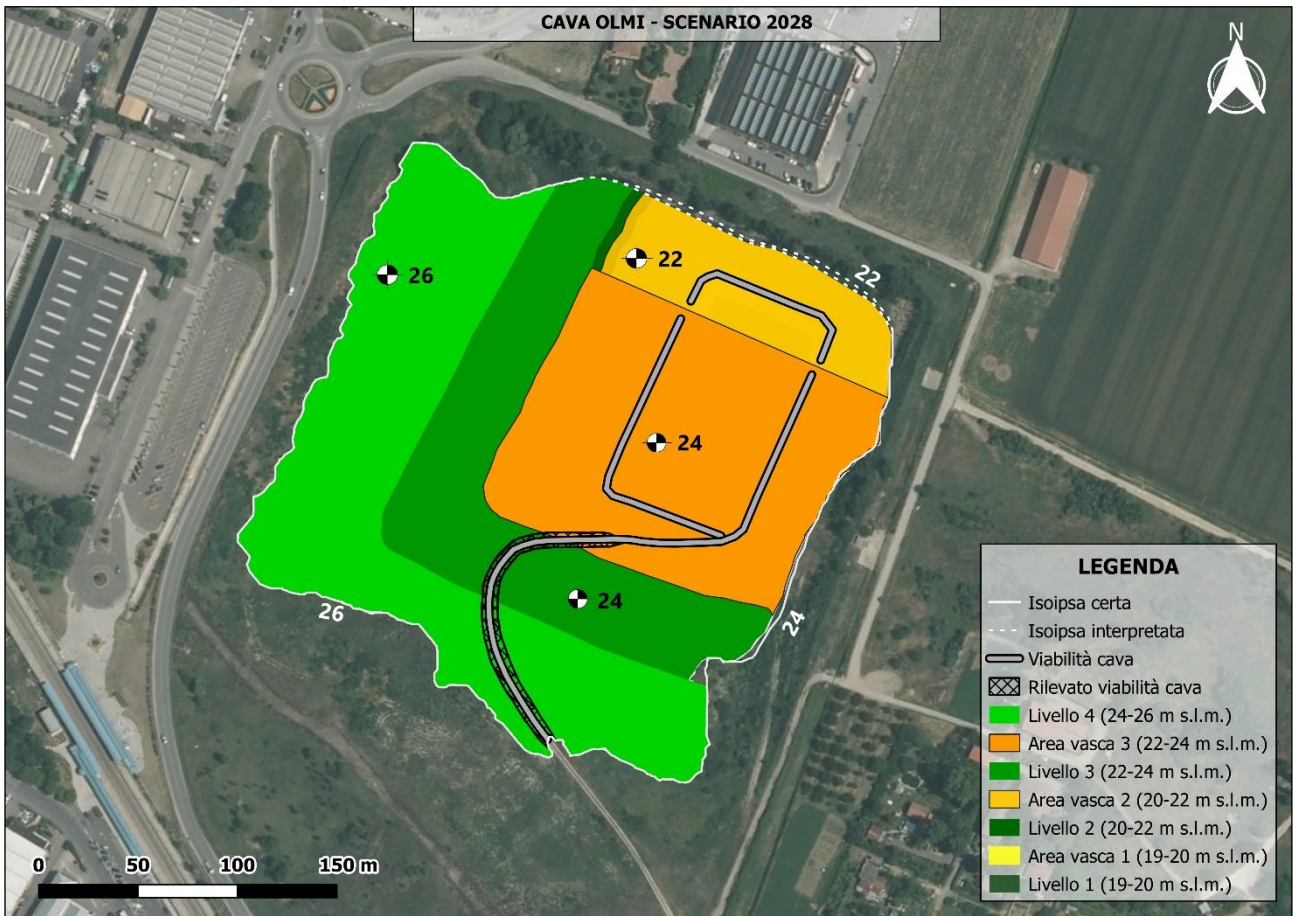 CAVA OLMI - SCENARIO 2028
N
26
22
22
24
24
26
24
LEGENDA
Isoipsa certa
Isoipsa interpretata
Viabilità cava
Rilevato viabilità cava
Livello 4 (24-26 m s.l.m.)
Area vasca 3 (22-24 m s.l.m.)
Livello 3 (22-24 m s.l.m.)
Area vasca 2 (20-22 m s.l.m.)
Livello 2 (20-22 m s.l.m.)
Area vasca 1 (19-20 m s.l.m.)
Livello 1 (19-20 m s.l.m.)
0 50 100 150 m